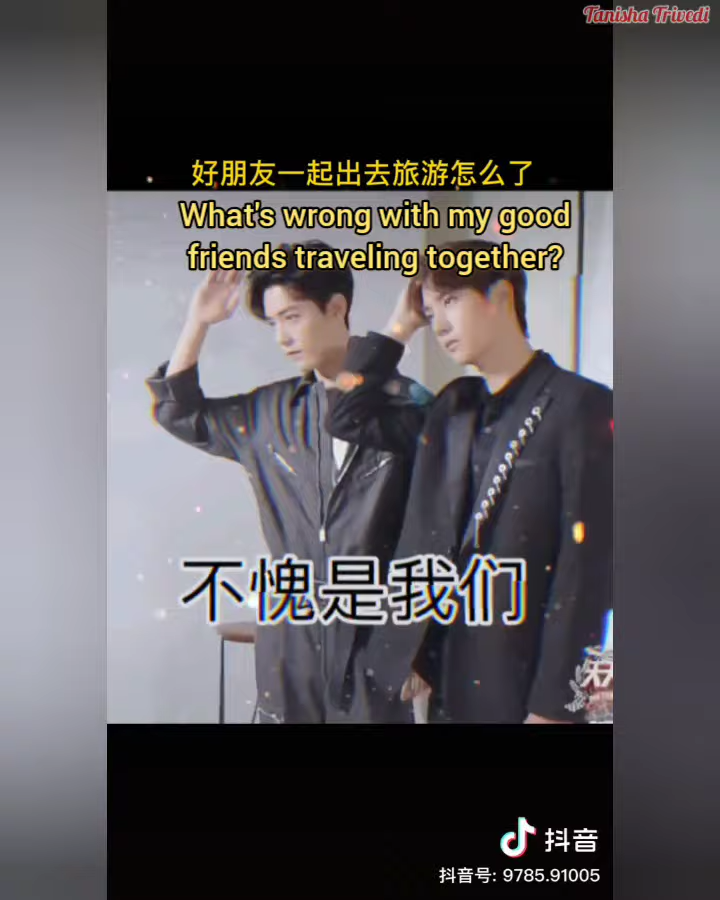 Tanisha Trivedi
好朋友一起出去旅游怎么了
What's wrong with my good
friends traveling together?
不愧是我们
抖音
抖音号: 9785.91005